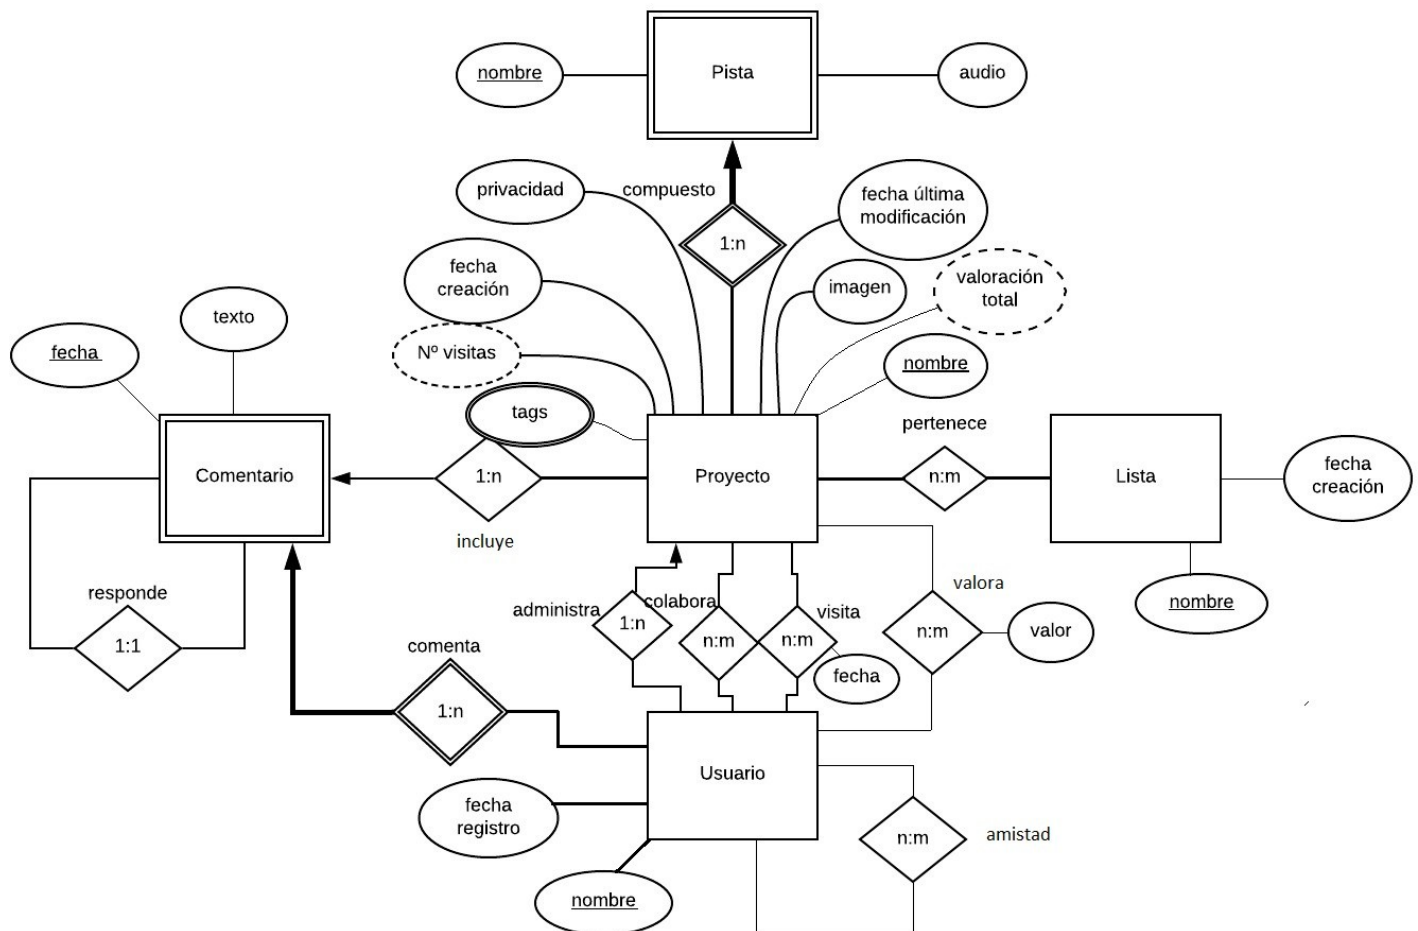 nombre
Pista
audio
privacidad
compuesto
fecha última
modificación
1:n
fecha
creación
imagen
valoración
total
texto
fecha
Nº visitas
nombre
tags
pertenece
Comentario
1:n
Proyecto
n:m
Lista
fecha
creación
incluye
responde
1:1
administra
1:n
colabora
n:m
n:m
visita
fecha
valora
n:m
valor
nombre
comenta
1:n
Usuario
fecha
registro
n:m
amistad
nombre